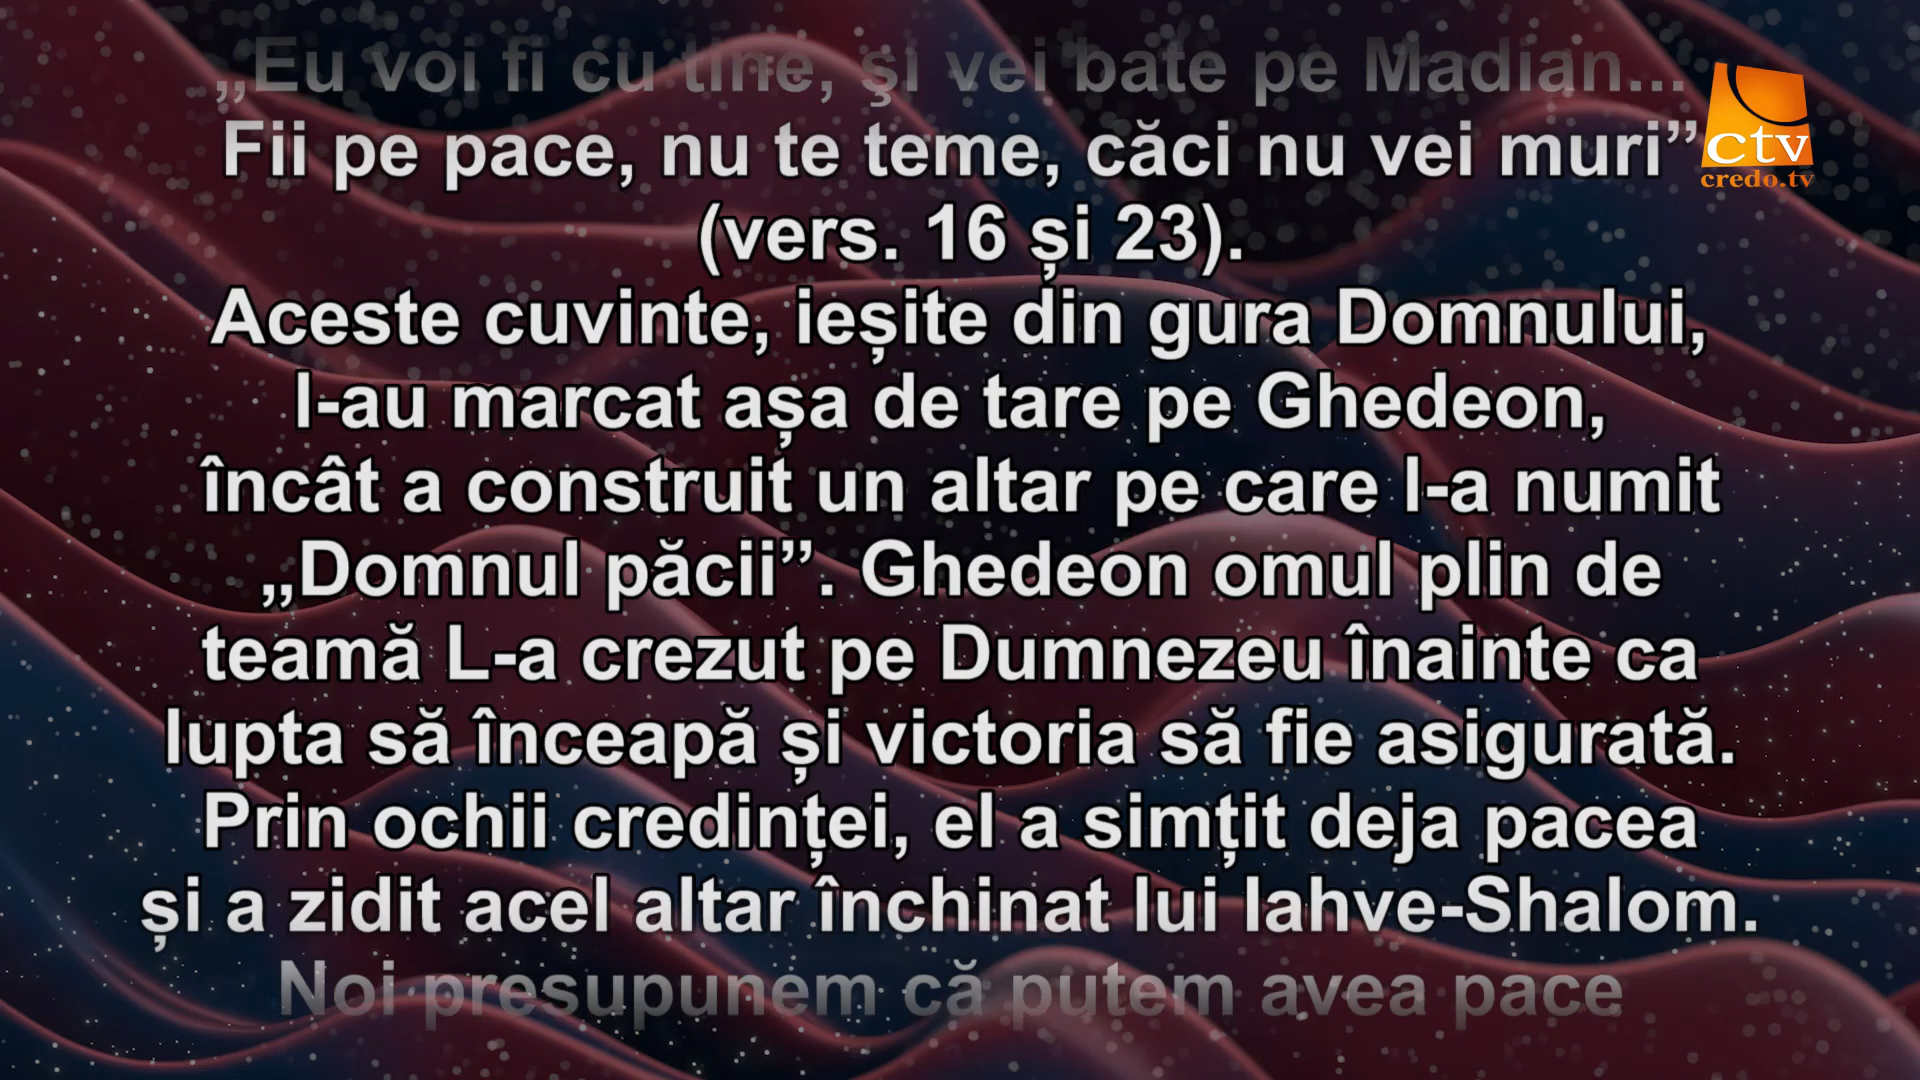 „Eu voi fi cu tine, şi vei bate pe Madian...
Fii pe pace, nu te teme, căci nu vei muri”
(vers. 16 și 23).
Aceste cuvinte, ieșite din gura Domnului,
l-au marcat așa de tare pe Ghedeon,
încât a construit un altar pe care l-a numit
„Domnul păcii”. Ghedeon omul plin de
teamă L-a crezut pe Dumnezeu înainte ca
lupta să înceapă și victoria să fie asigurată.
Prin ochii credinței, el a simțit deja pacea
și a zidit acel altar închinat lui Iahve-Shalom.
Noi presupunem că putem avea pace
ctv
credo.tv